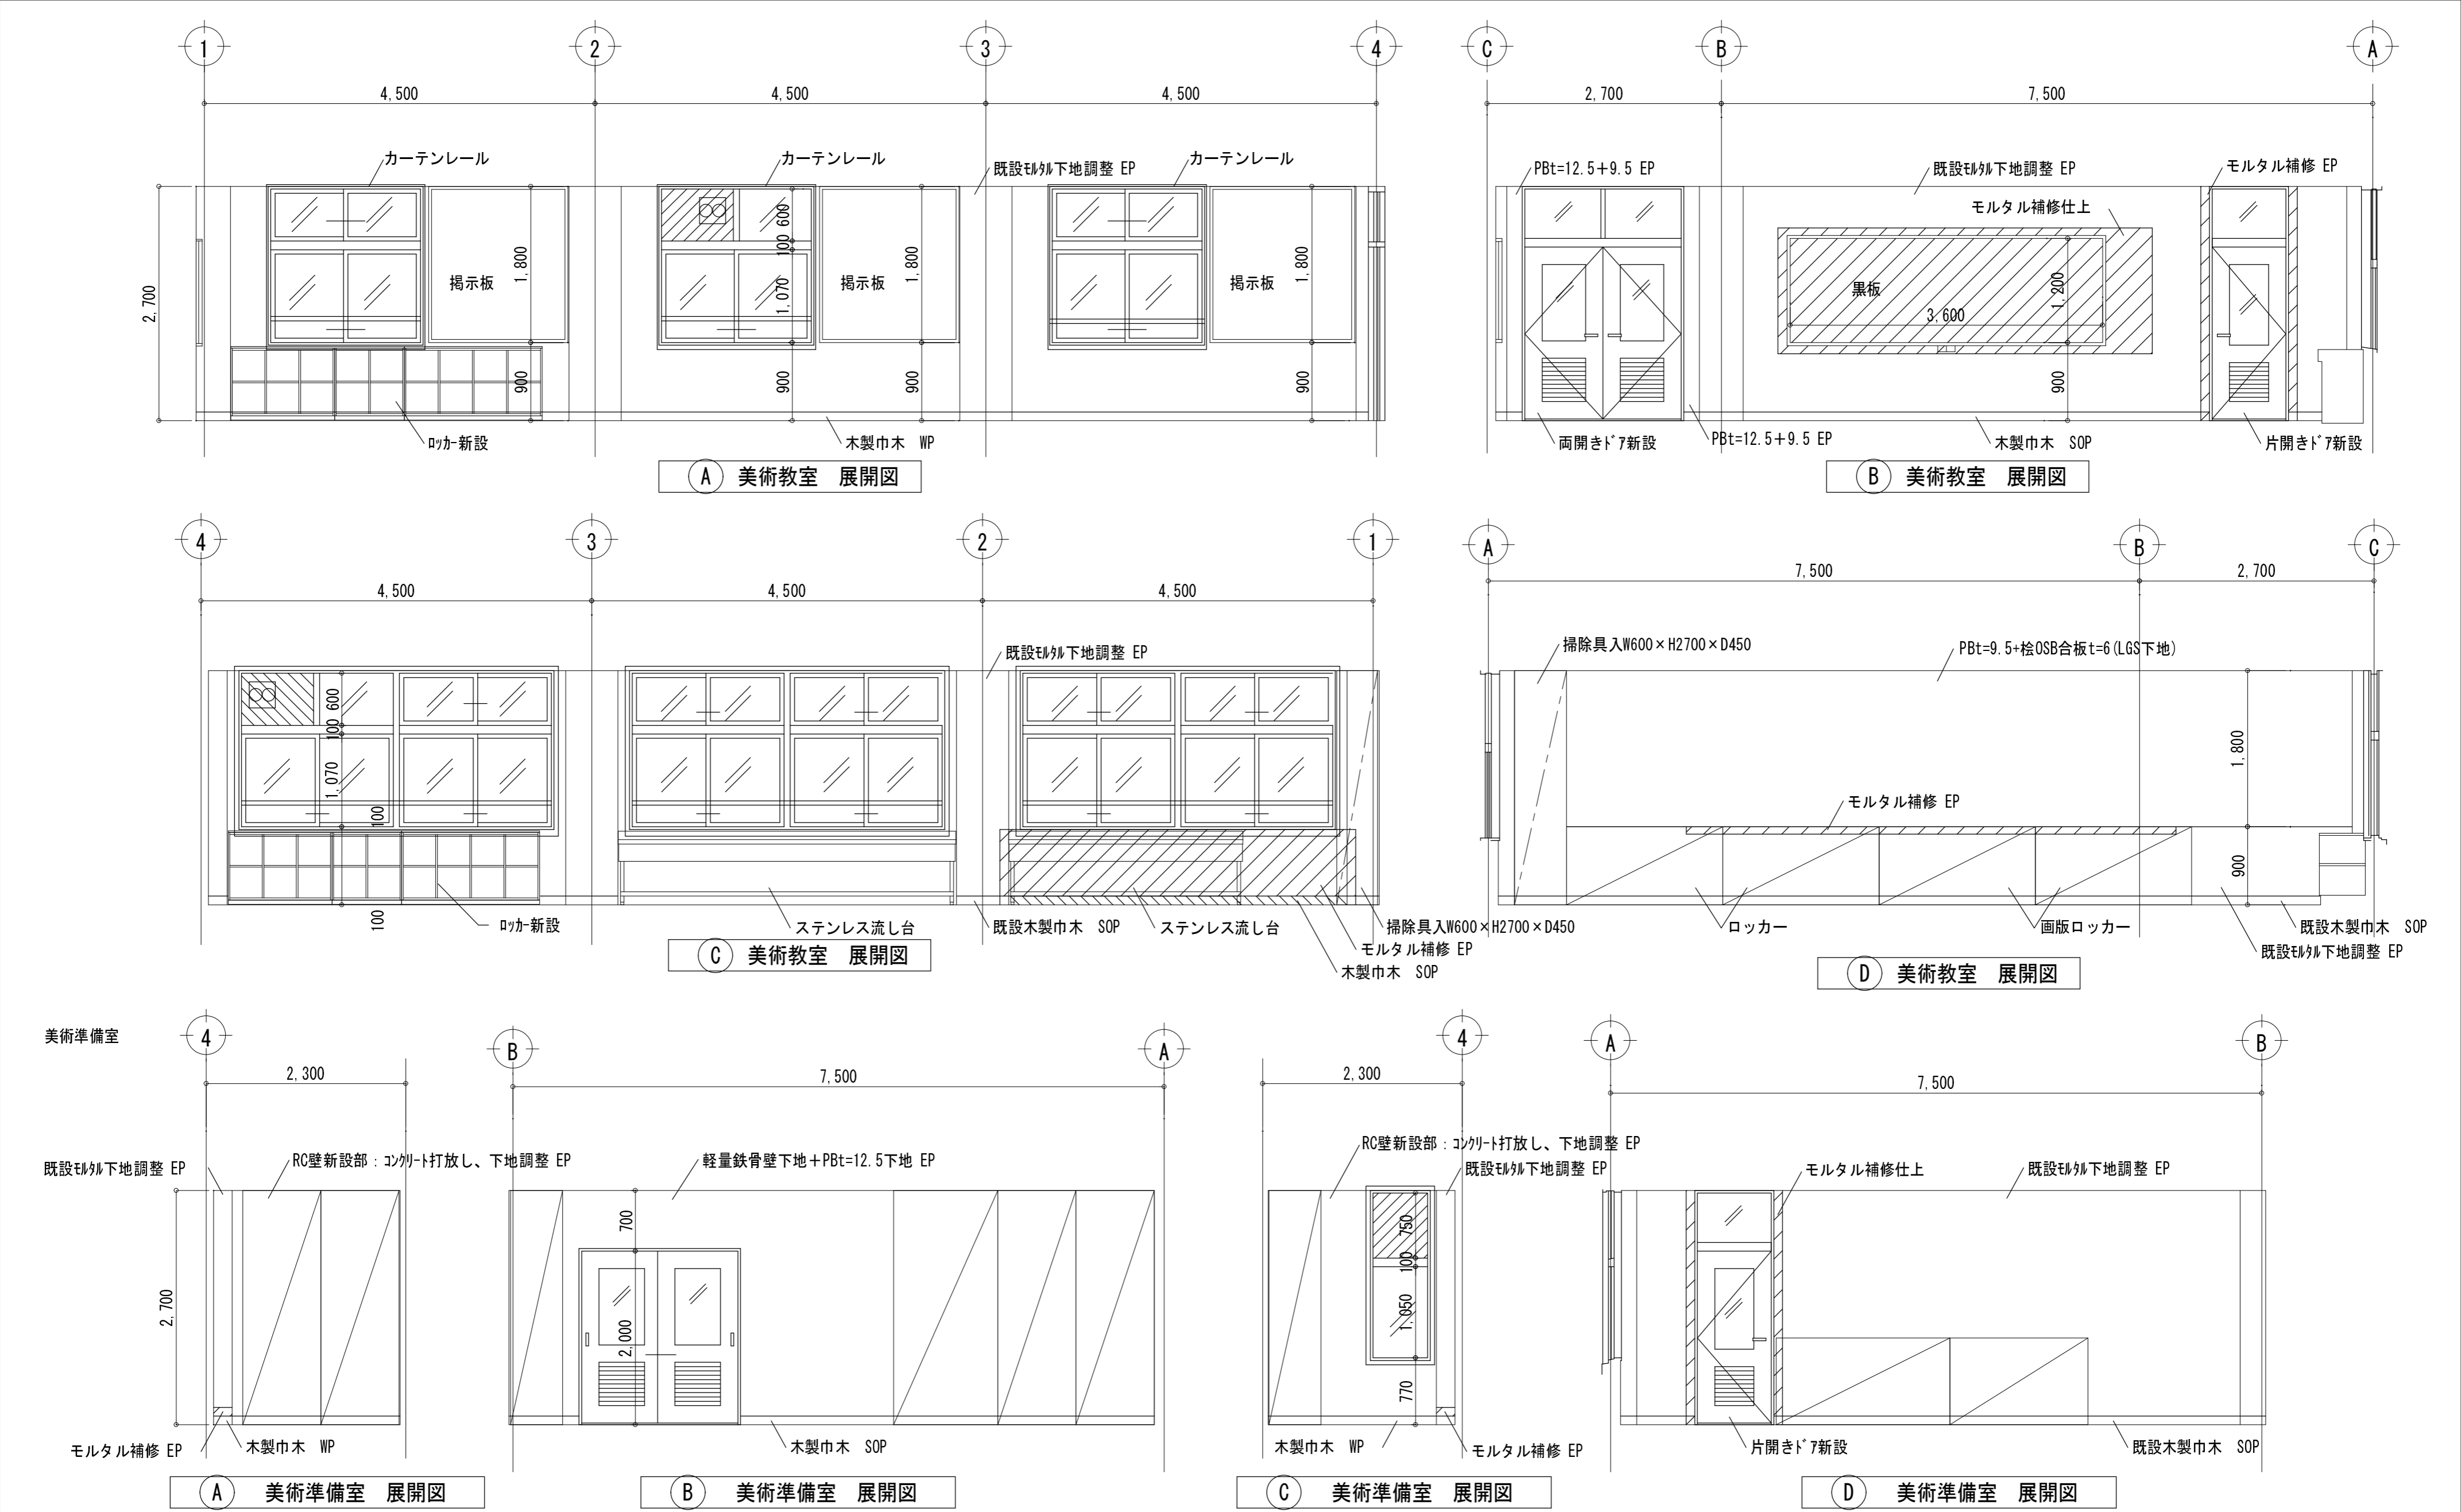 1 2 3 4
4,500 4,500 4,500
カーテンレール カーテンレール 既設ﾓﾙﾀﾙ下地調整 EP カーテンレール
2,700
掲示板 1,800 900
600 100 1,070 900
掲示板 1,800 900
掲示板 1,800 900
ﾛｯｶｰ新設 木製巾木 WP
A 美術教室 展開図
C B A
2,700 7,500
PBt=12.5+9.5 EP 既設ﾓﾙﾀﾙ下地調整 EP モルタル補修 EP
モルタル補修仕上
黒板 3,600 1,200 900
両開きﾄﾞｱ新設 PBt=12.5+9.5 EP 木製巾木 SOP 片開きﾄﾞｱ新設
B 美術教室 展開図
4 3 2 1
4,500 4,500 4,500
既設ﾓﾙﾀﾙ下地調整 EP
600 100 1,070 100
100
ﾛｯｶｰ新設 ステンレス流し台 既設木製巾木 SOP ステンレス流し台 掃除具入W600×H2700×D450
モルタル補修 EP
木製巾木 SOP
C 美術教室 展開図
A B C
7,500 2,700
掃除具入W600×H2700×D450 PBt=9.5+桧OSB合板t=6(LGS下地)
1,800
モルタル補修 EP
900
ロッカー 画版ロッカー 既設木製巾木 SOP
既設ﾓﾙﾀﾙ下地調整 EP
D 美術教室 展開図
美術準備室
4
2,300
既設ﾓﾙﾀﾙ下地調整 EP RC壁新設部：ｺﾝｸﾘｰﾄ打放し、下地調整 EP
2,700
モルタル補修 EP 木製巾木 WP
A 美術準備室 展開図
B A
7,500
軽量鉄骨壁下地+PBt=12.5下地 EP
700
2,000
木製巾木 SOP
B 美術準備室 展開図
4
2,300
RC壁新設部：ｺﾝｸﾘｰﾄ打放し、下地調整 EP
既設ﾓﾙﾀﾙ下地調整 EP
750 100 1,050 770
木製巾木 WP モルタル補修 EP
C 美術準備室 展開図
A B
7,500
モルタル補修仕上 既設ﾓﾙﾀﾙ下地調整 EP
片開きﾄﾞｱ新設 既設木製巾木 SOP
D 美術準備室 展開図